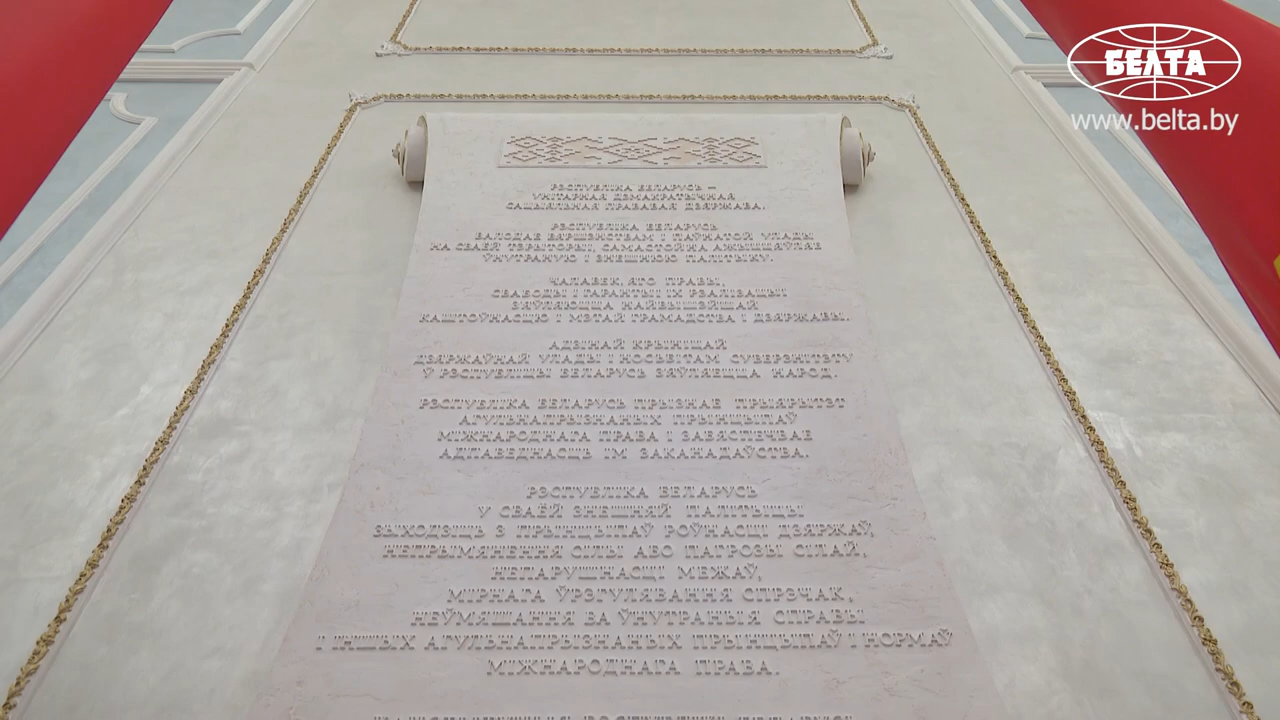 БЕЛТА
www.belta.by
РЭСПУБЛІКА БЕЛАРУСЬ –
УНІТАРНАЯ ДЭМАКРАТЫЧНАЯ
САЦЫЯЛЬНАЯ ПРАВАВАЯ ДЗЯРЖАВА.
РЭСПУБЛІКА БЕЛАРУСЬ
ВАЛОДАЕ ВЯРШЭНСТВАМ І ПАЎНАТОЙ УЛАДЫ
НА СВАЁЙ ТЭРЫТОРЫІ, САМАСТОЙНА АЖЫЦЦЯЎЛЯЕ
ЎНУТРАНУЮ І ЗНЕШНЮЮ ПАЛІТЫКУ.
ЧАЛАВЕК, ЯГО ПРАВЫ,
СВАБОДЫ І ГАРАНТЫІ ІХ РЭАЛІЗАЦЫІ
З'ЯЎЛЯЮЦЦА НАЙВЫШЭЙШАЙ
КАШТОЎНАСЦЮ І МЭТАЙ ГРАМАДСТВА І ДЗЯРЖАВЫ.
АДЗІНАЙ КРЫНІЦАЙ
ДЗЯРЖАЎНАЙ УЛАДЫ І НОСЬБІТАМ СУВЕРЭНІТЭТУ
Ў РЭСПУБЛІЦЫ БЕЛАРУСЬ З'ЯЎЛЯЕЦЦА НАРОД.
РЭСПУБЛІКА БЕЛАРУСЬ ПРЫЗНАЕ ПРЫЯРЫТЭТ
АГУЛЬНАПРЫЗНАНЫХ ПРЫНЦЫПАЎ
МІЖНАРОДНАГА ПРАВА І ЗАБЯСПЕЧВАЕ
АДПАВЕДНАСЦЬ ІМ ЗАКАНАДАЎСТВА.
РЭСПУБЛІКА БЕЛАРУСЬ
У СВАЁЙ ЗНЕШНЯЙ ПАЛІТЫЦЫ
ЗЫХОДЗІЦЬ З ПРЫНЦЫПАЎ РОЎНАСЦІ ДЗЯРЖАЎ,
НЕПРЫМЯНЕННЯ СІЛЫ АБО ПАГРОЗЫ СІЛАЙ,
НЕПАРУШНАСЦІ МЕЖАЎ,
МІРНАГА ЎРЭГУЛЯВАННЯ СПРЭЧАК,
НЕЎМЯШАННЯ ВА ЎНУТРАНЫЯ СПРАВЫ
І ІНШЫХ АГУЛЬНАПРЫЗНАНЫХ ПРЫНЦЫПАЎ І НОРМАЎ
МІЖНАРОДНАГА ПРАВА.